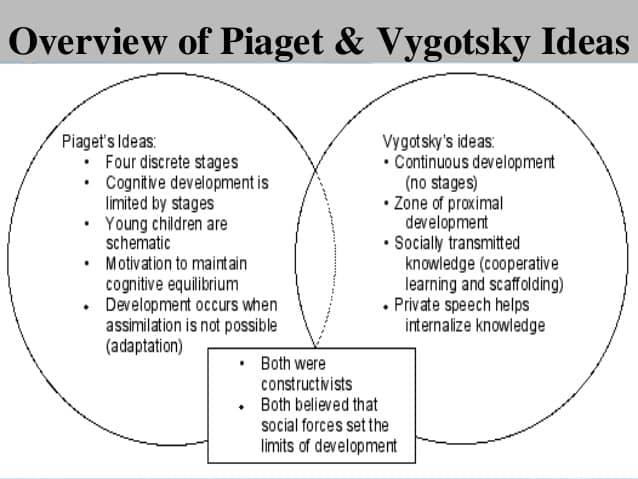 Overview of Piaget & Vygotsky Ideas
Piaget's Ideas:
• Four discrete stages
• Cognitive development is
limited by stages
• Young children are
schematic
• Motivation to maintain
cognitive equilibrium
• Development occurs when
assimilation is not possible
(adaptation)
Vygotsky's ideas:
• Continuous development
(no stages)
• Zone of proximal
development
• Socially transmitted
knowledge (cooperative
learning and scaffolding)
• Private speech helps
internalize knowledge
• Both were
constructivists
• Both believed that
social forces set the
limits of development